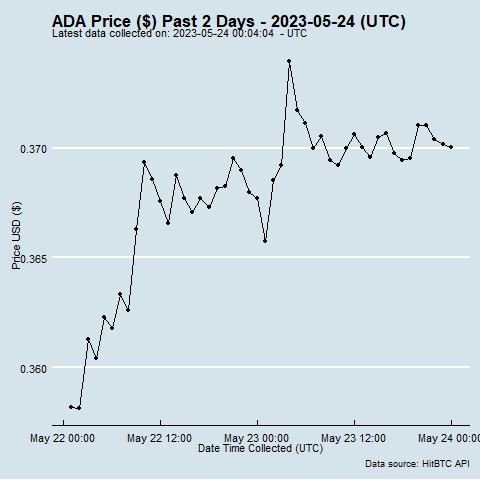 ADA Price ($) Past 2 Days - 2023-05-24 (UTC)
Latest data collected on: 2023-05-24 00:04:04 - UTC
0.370
0.365
0.360
Price USD ($)
May 22 00:00
May 22 12:00
May 23 00:00
May 23 12:00
May 24 00:00
Date Time Collected (UTC)
Data source: HitBTC API